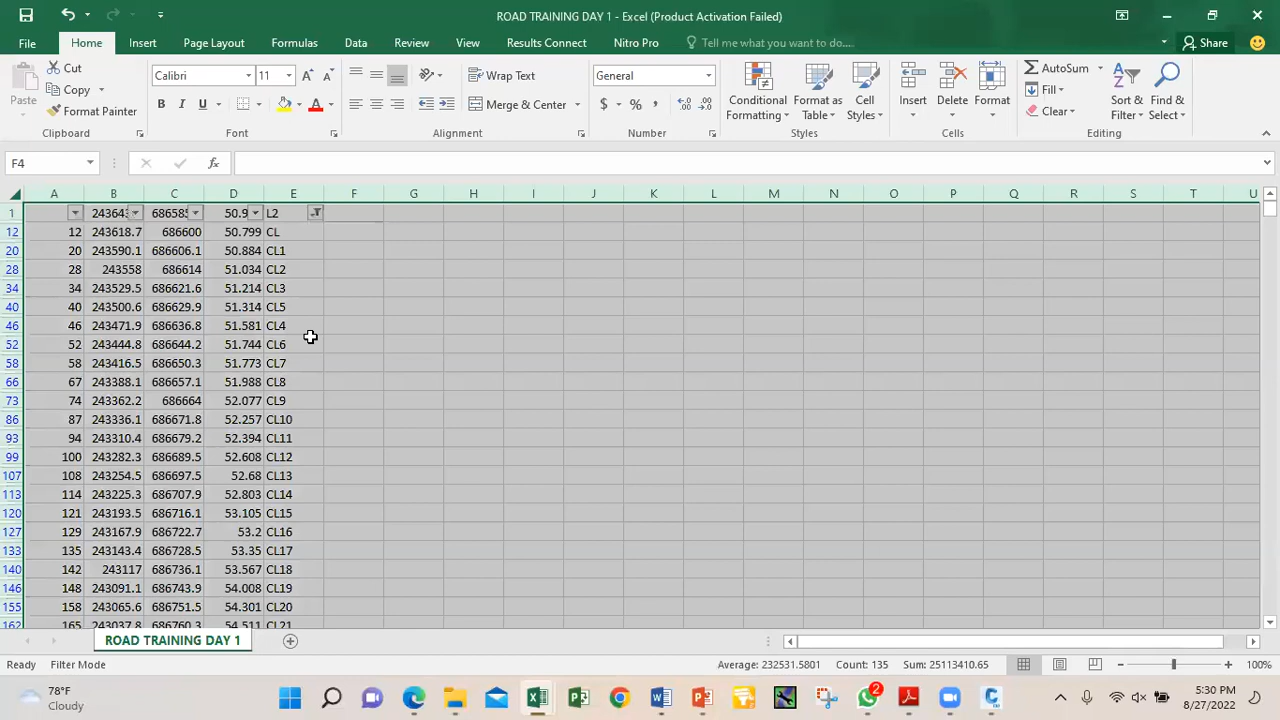 ROAD TRAINING DAY 1 - Excel (Product Activation Failed)
File Home Insert Page Layout Formulas Data Review View Results Connect Nitro Pro Tell me what you want to do... Share
Paste Cut Copy Format Painter Clipboard
Calibri 11 B I U A A A Font
Wrap Text Merge & Center Alignment
General $ % , Number
Conditional Formatting Format as Table Cell Styles Styles
Insert Delete Format Cells
AutoSum Fill Clear Sort & Filter Find & Select Editing
F4 fx
A B C D E F G H I J K L M N O P Q R S T U
1 243643 68658 50.9 L2
12 12 243618.7 686600 50.799 CL
20 20 243590.1 686606.1 50.884 CL1
28 28 243558 686614 51.034 CL2
34 34 243529.5 686621.6 51.214 CL3
40 40 243500.6 686629.9 51.314 CL5
46 46 243471.9 686636.8 51.581 CL4
52 52 243444.8 686644.2 51.744 CL6
58 58 243416.5 686650.3 51.773 CL7
66 67 243388.1 686657.1 51.988 CL8
73 74 243362.2 686664 52.077 CL9
86 87 243336.1 686671.8 52.257 CL10
93 94 243310.4 686679.2 52.394 CL11
99 100 243282.3 686689.5 52.608 CL12
107 108 243254.5 686697.5 52.68 CL13
113 114 243225.3 686707.9 52.803 CL14
120 121 243193.5 686716.1 53.105 CL15
127 129 243167.9 686722.7 53.2 CL16
133 135 243143.4 686728.5 53.35 CL17
140 142 243117 686736.1 53.567 CL18
146 148 243091.1 686743.9 54.008 CL19
155 158 243065.6 686751.5 54.301 CL20
162 165 243037.8 686760.3 54.511 CL21
ROAD TRAINING DAY 1
Ready Filter Mode Average: 232531.5801 Count: 135 Sum: 25113410.65 100%
78°F Cloudy 2 5:30 PM 8/27/2022